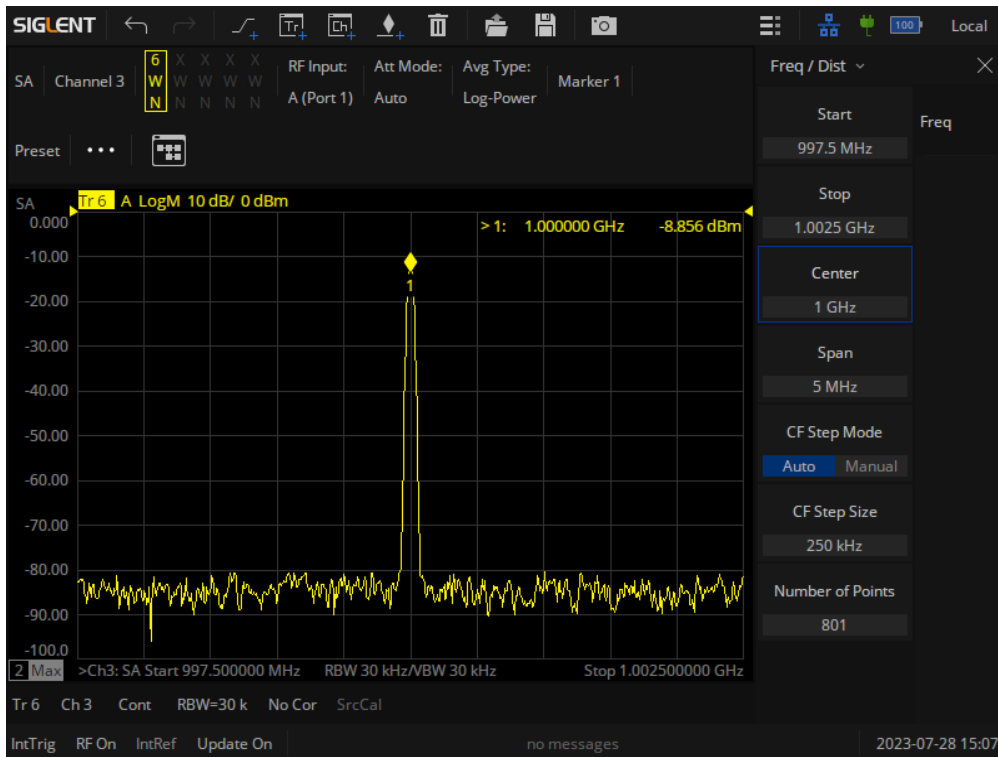 SIGLENT Tr Ch 100 Local
SA Channel 3 6 X X X X RF Input: Att Mode: Avg Type: Marker 1
W W W W W
N N N N N A (Port 1) Auto Log-Power
Preset •••
SA Tr 6 A LogM 10 dB/ 0 dBm
> 1: 1.000000 GHz -8.856 dBm
0.000
-10.00
1
-20.00
-30.00
-40.00
-50.00
-60.00
-70.00
-80.00
-90.00
-100.0
2 Max >Ch3: SA Start 997.500000 MHz RBW 30 kHz/VBW 30 kHz Stop 1.002500000 GHz
Tr 6 Ch 3 Cont RBW=30 k No Cor SrcCal
IntTrig RF On IntRef Update On no messages 2023-07-28 15:07
Freq / Dist
Freq
Start
997.5 MHz
Stop
1.0025 GHz
Center
1 GHz
Span
5 MHz
CF Step Mode
Auto Manual
CF Step Size
250 kHz
Number of Points
801